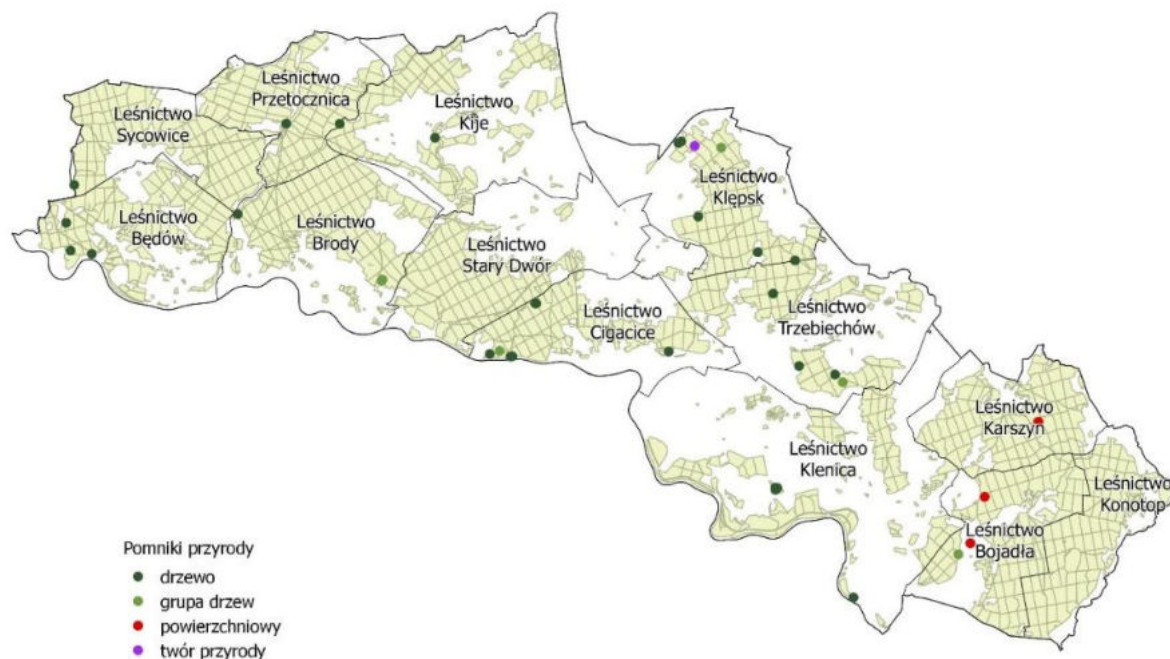 Leśnictwo
Przetocznica
Leśnictwo
Kije
Leśnictwo
Sycowice
Leśnictwo
Klępsk
Leśnictwo
Będów
Leśnictwo
Brody
Leśnictwo
Stary Dwór
Leśnictwo
Cigacice
Leśnictwo
Trzebiechów
Leśnictwo
Karszyn
Leśnictwo
Klenica
Leśnictwo
Konotop
Leśnictwo
Bojadła
Pomniki przyrody
drzewo
grupa drzew
powierzchniowy
twór przyrody